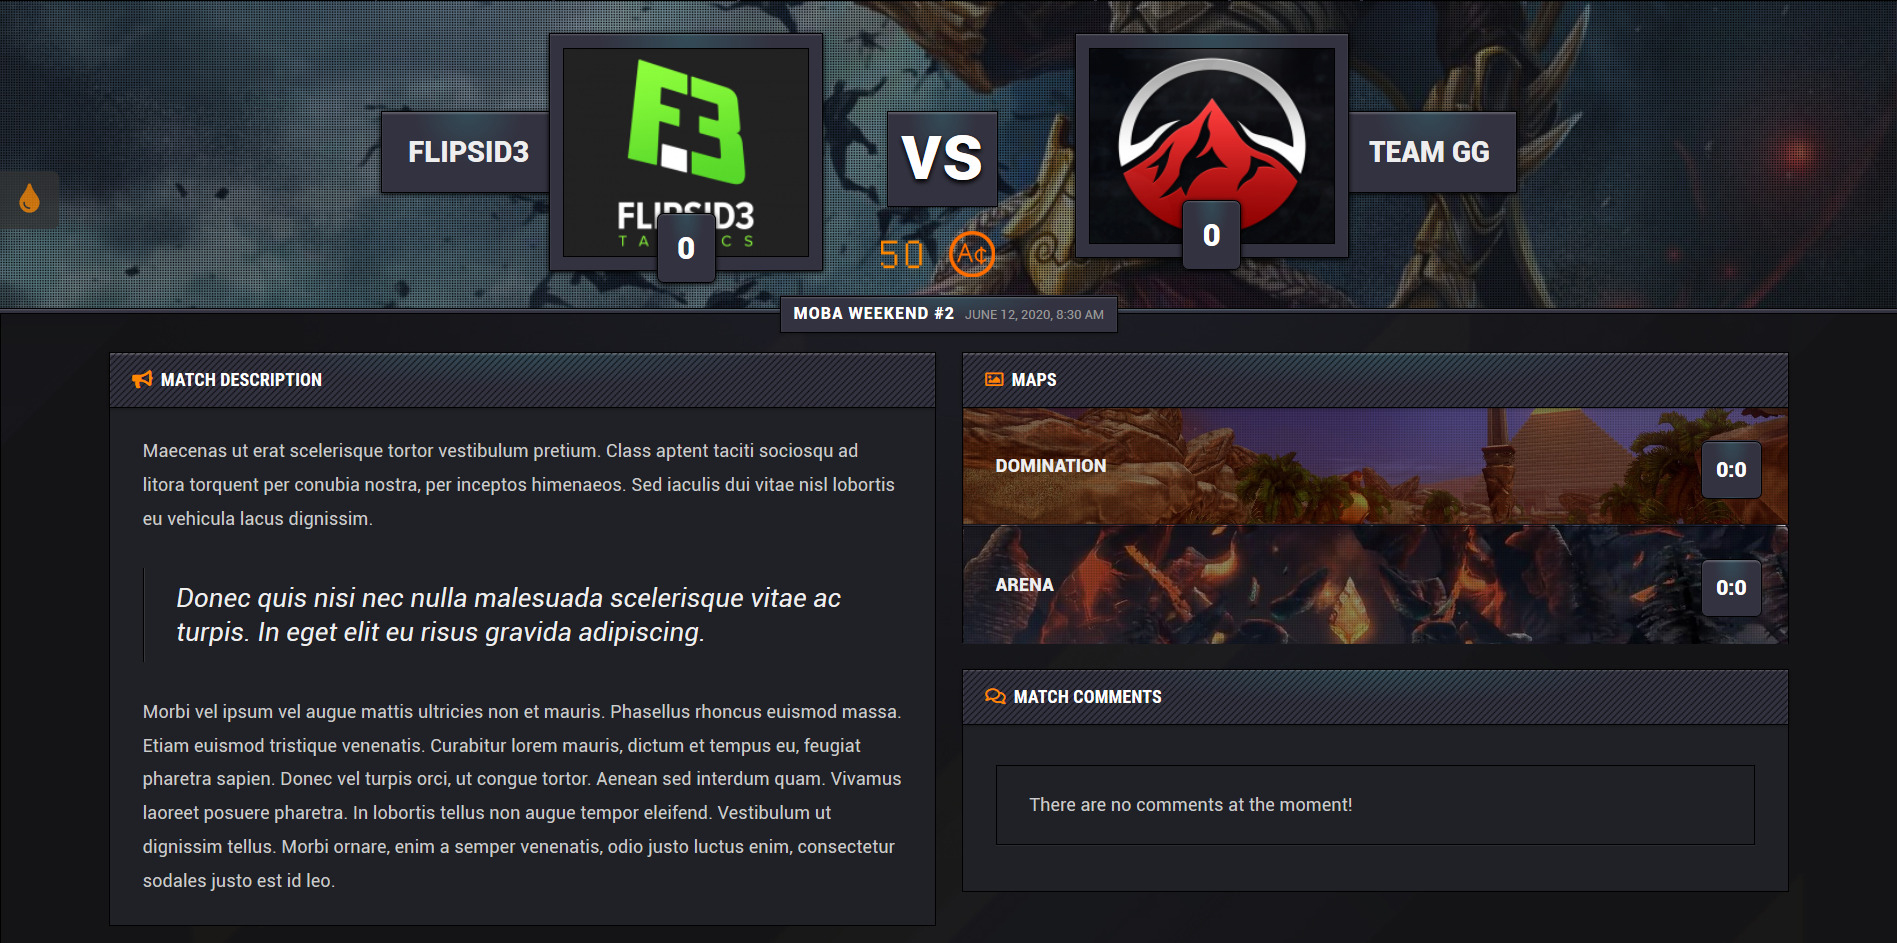 FLIPSID3
FLIPSID3
0
VS
50 A¢
TEAM GG
0
MOBA WEEKEND #2 JUNE 12, 2020, 8:30 AM
MATCH DESCRIPTION
Maecenas ut erat scelerisque tortor vestibulum pretium. Class aptent taciti sociosqu ad
litora torquent per conubia nostra, per inceptos himenaeos. Sed iaculis dui vitae nisl lobortis
eu vehicula lacus dignissim.
Donec quis nisi nec nulla malesuada scelerisque vitae ac
turpis. In eget elit eu risus gravida adipiscing.
Morbi vel ipsum vel augue mattis ultricies non et mauris. Phasellus rhoncus euismod massa.
Etiam euismod tristique venenatis. Curabitur lorem mauris, dictum et tempus eu, feugiat
pharetra sapien. Donec vel turpis orci, ut congue tortor. Aenean sed interdum quam. Vivamus
laoreet posuere pharetra. In lobortis tellus non augue tempor eleifend. Vestibulum ut
dignissim tellus. Morbi ornare, enim a semper venenatis, odio justo luctus enim, consectetur
sodales justo est id leo.
MAPS
DOMINATION
0:0
ARENA
0:0
MATCH COMMENTS
There are no comments at the moment!